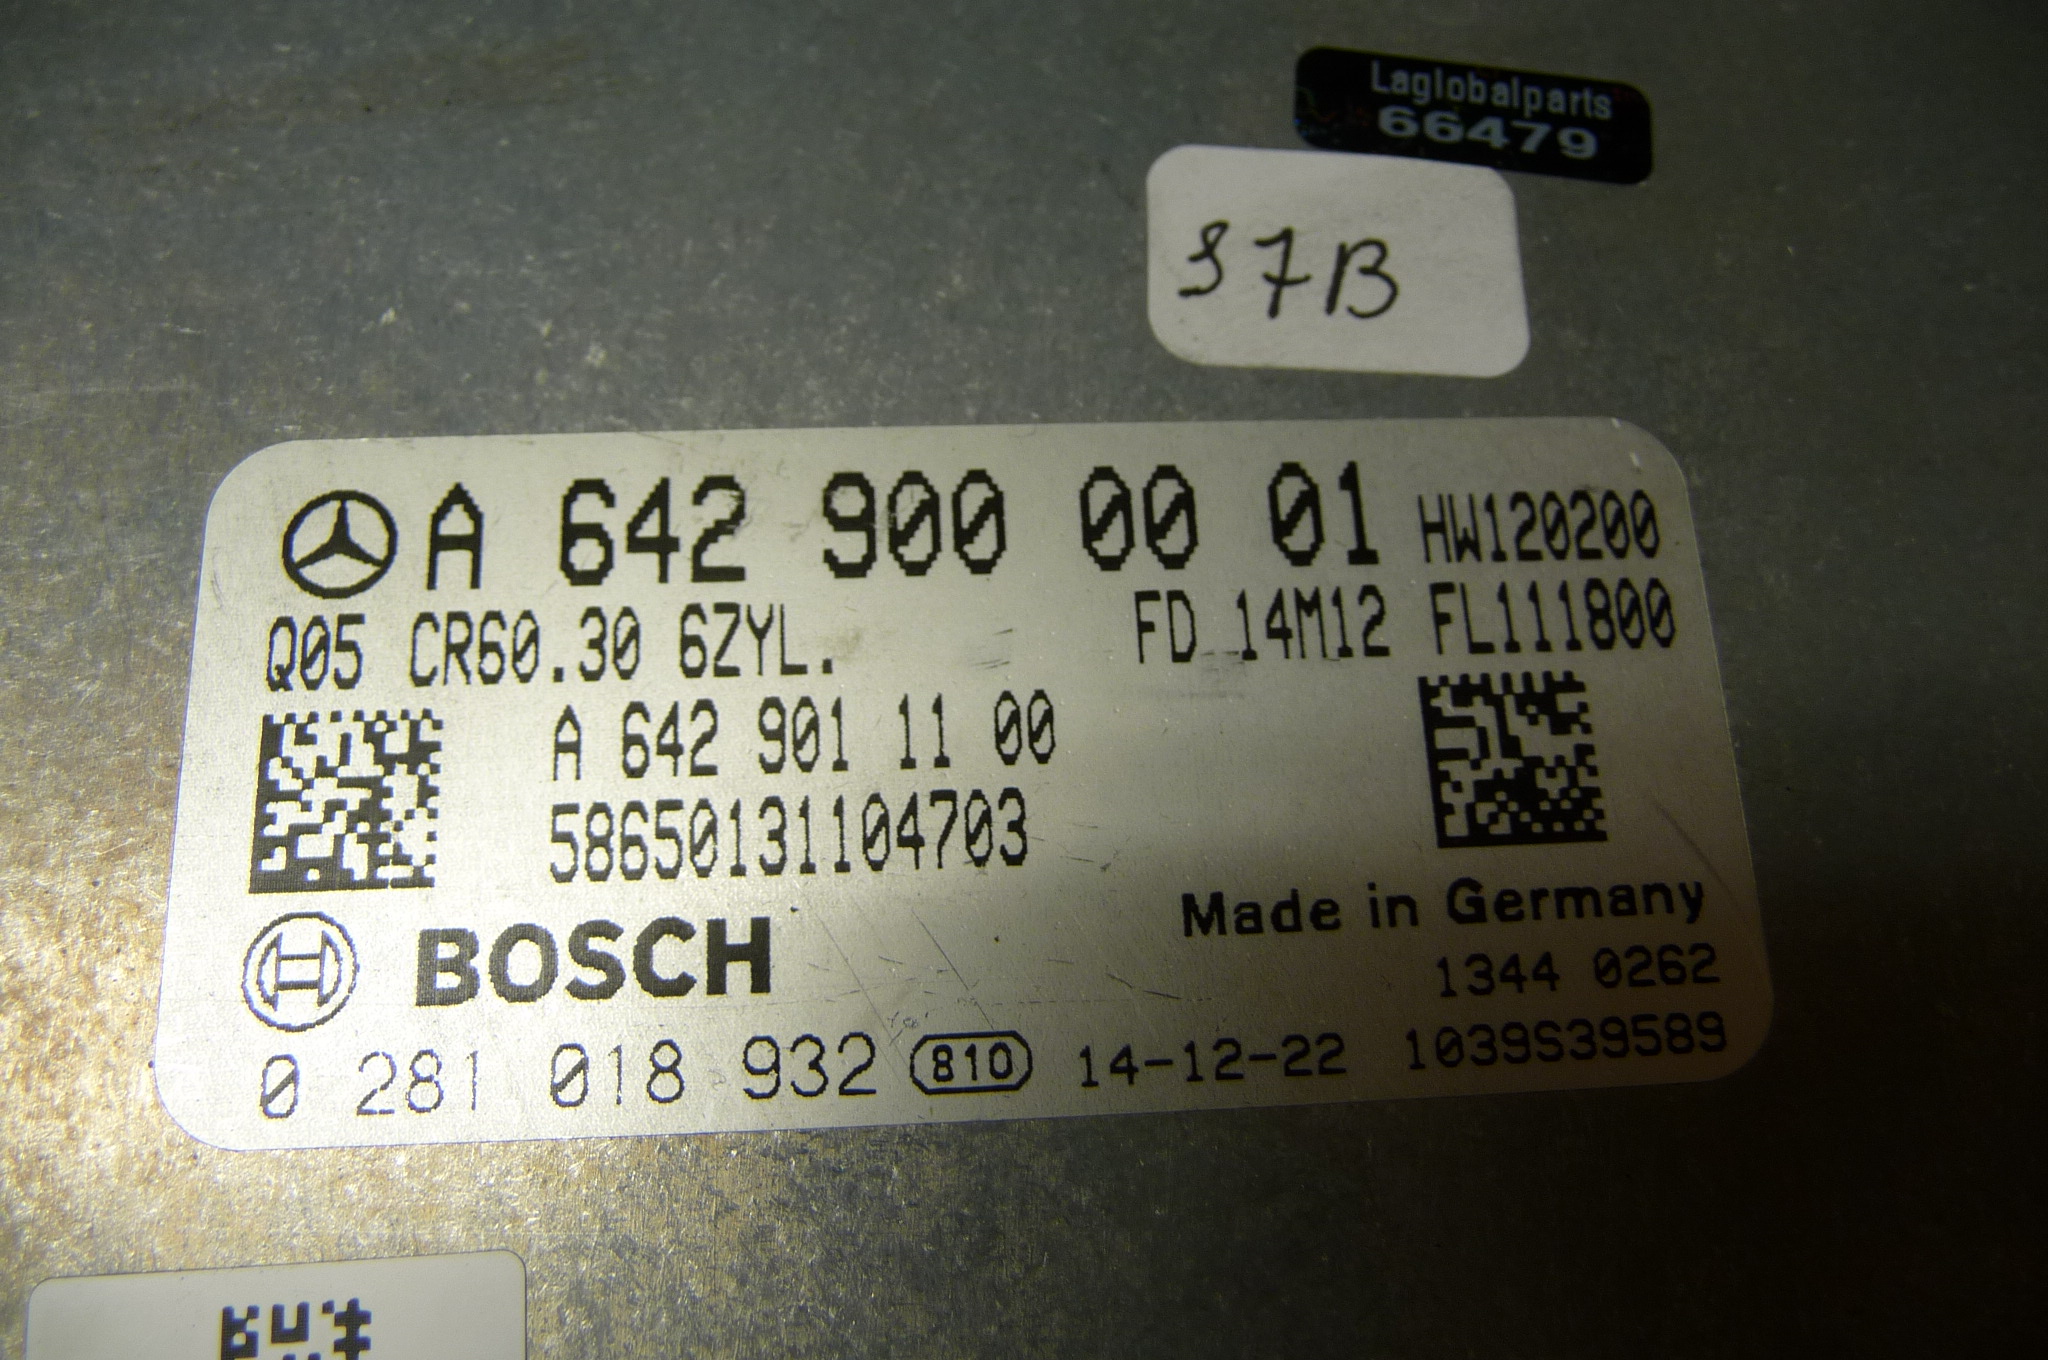 Laglobalparts
66479
37B
A 642 900 00 01 HW120200
Q05 CR60.30 6ZYL. FD 14M12 FL111800
A 642 901 11 00
58650131104703
BOSCH
Made in Germany
1344 0262
0 281 018 932 810 14-12-22 1039S39589